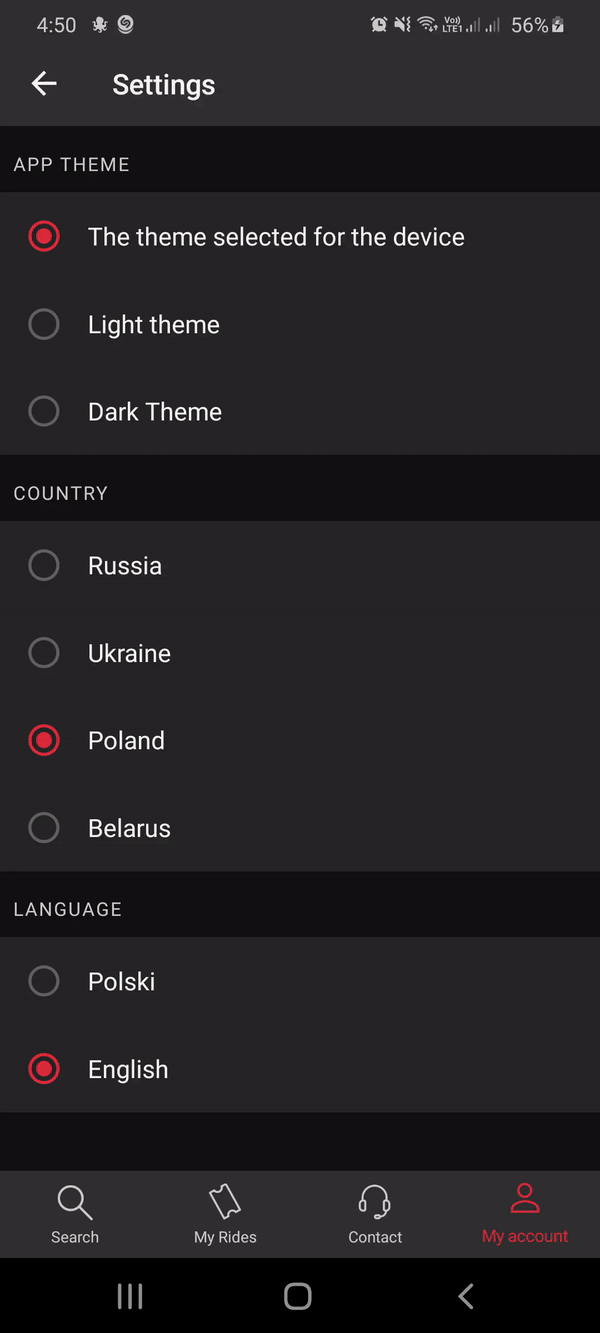 4:50
Vo))
LTE1
56%
Settings
APP THEME
The theme selected for the device
Light theme
Dark Theme
COUNTRY
Russia
Ukraine
Poland
Belarus
LANGUAGE
Polski
English
Search
My Rides
Contact
My account